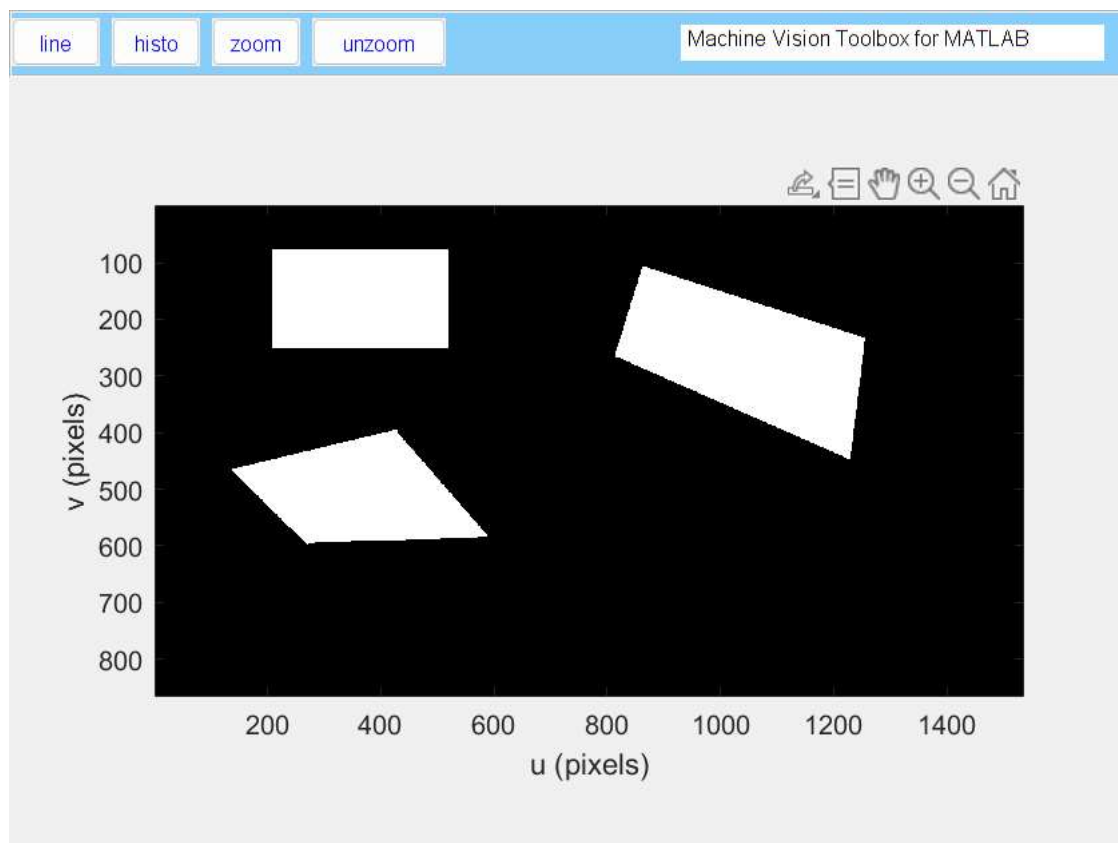 line histo zoom unzoom Machine Vision Toolbox for MATLAB
100
200
300
400
500
600
700
800
v (pixels)
200 400 600 800 1000 1200 1400
u (pixels)